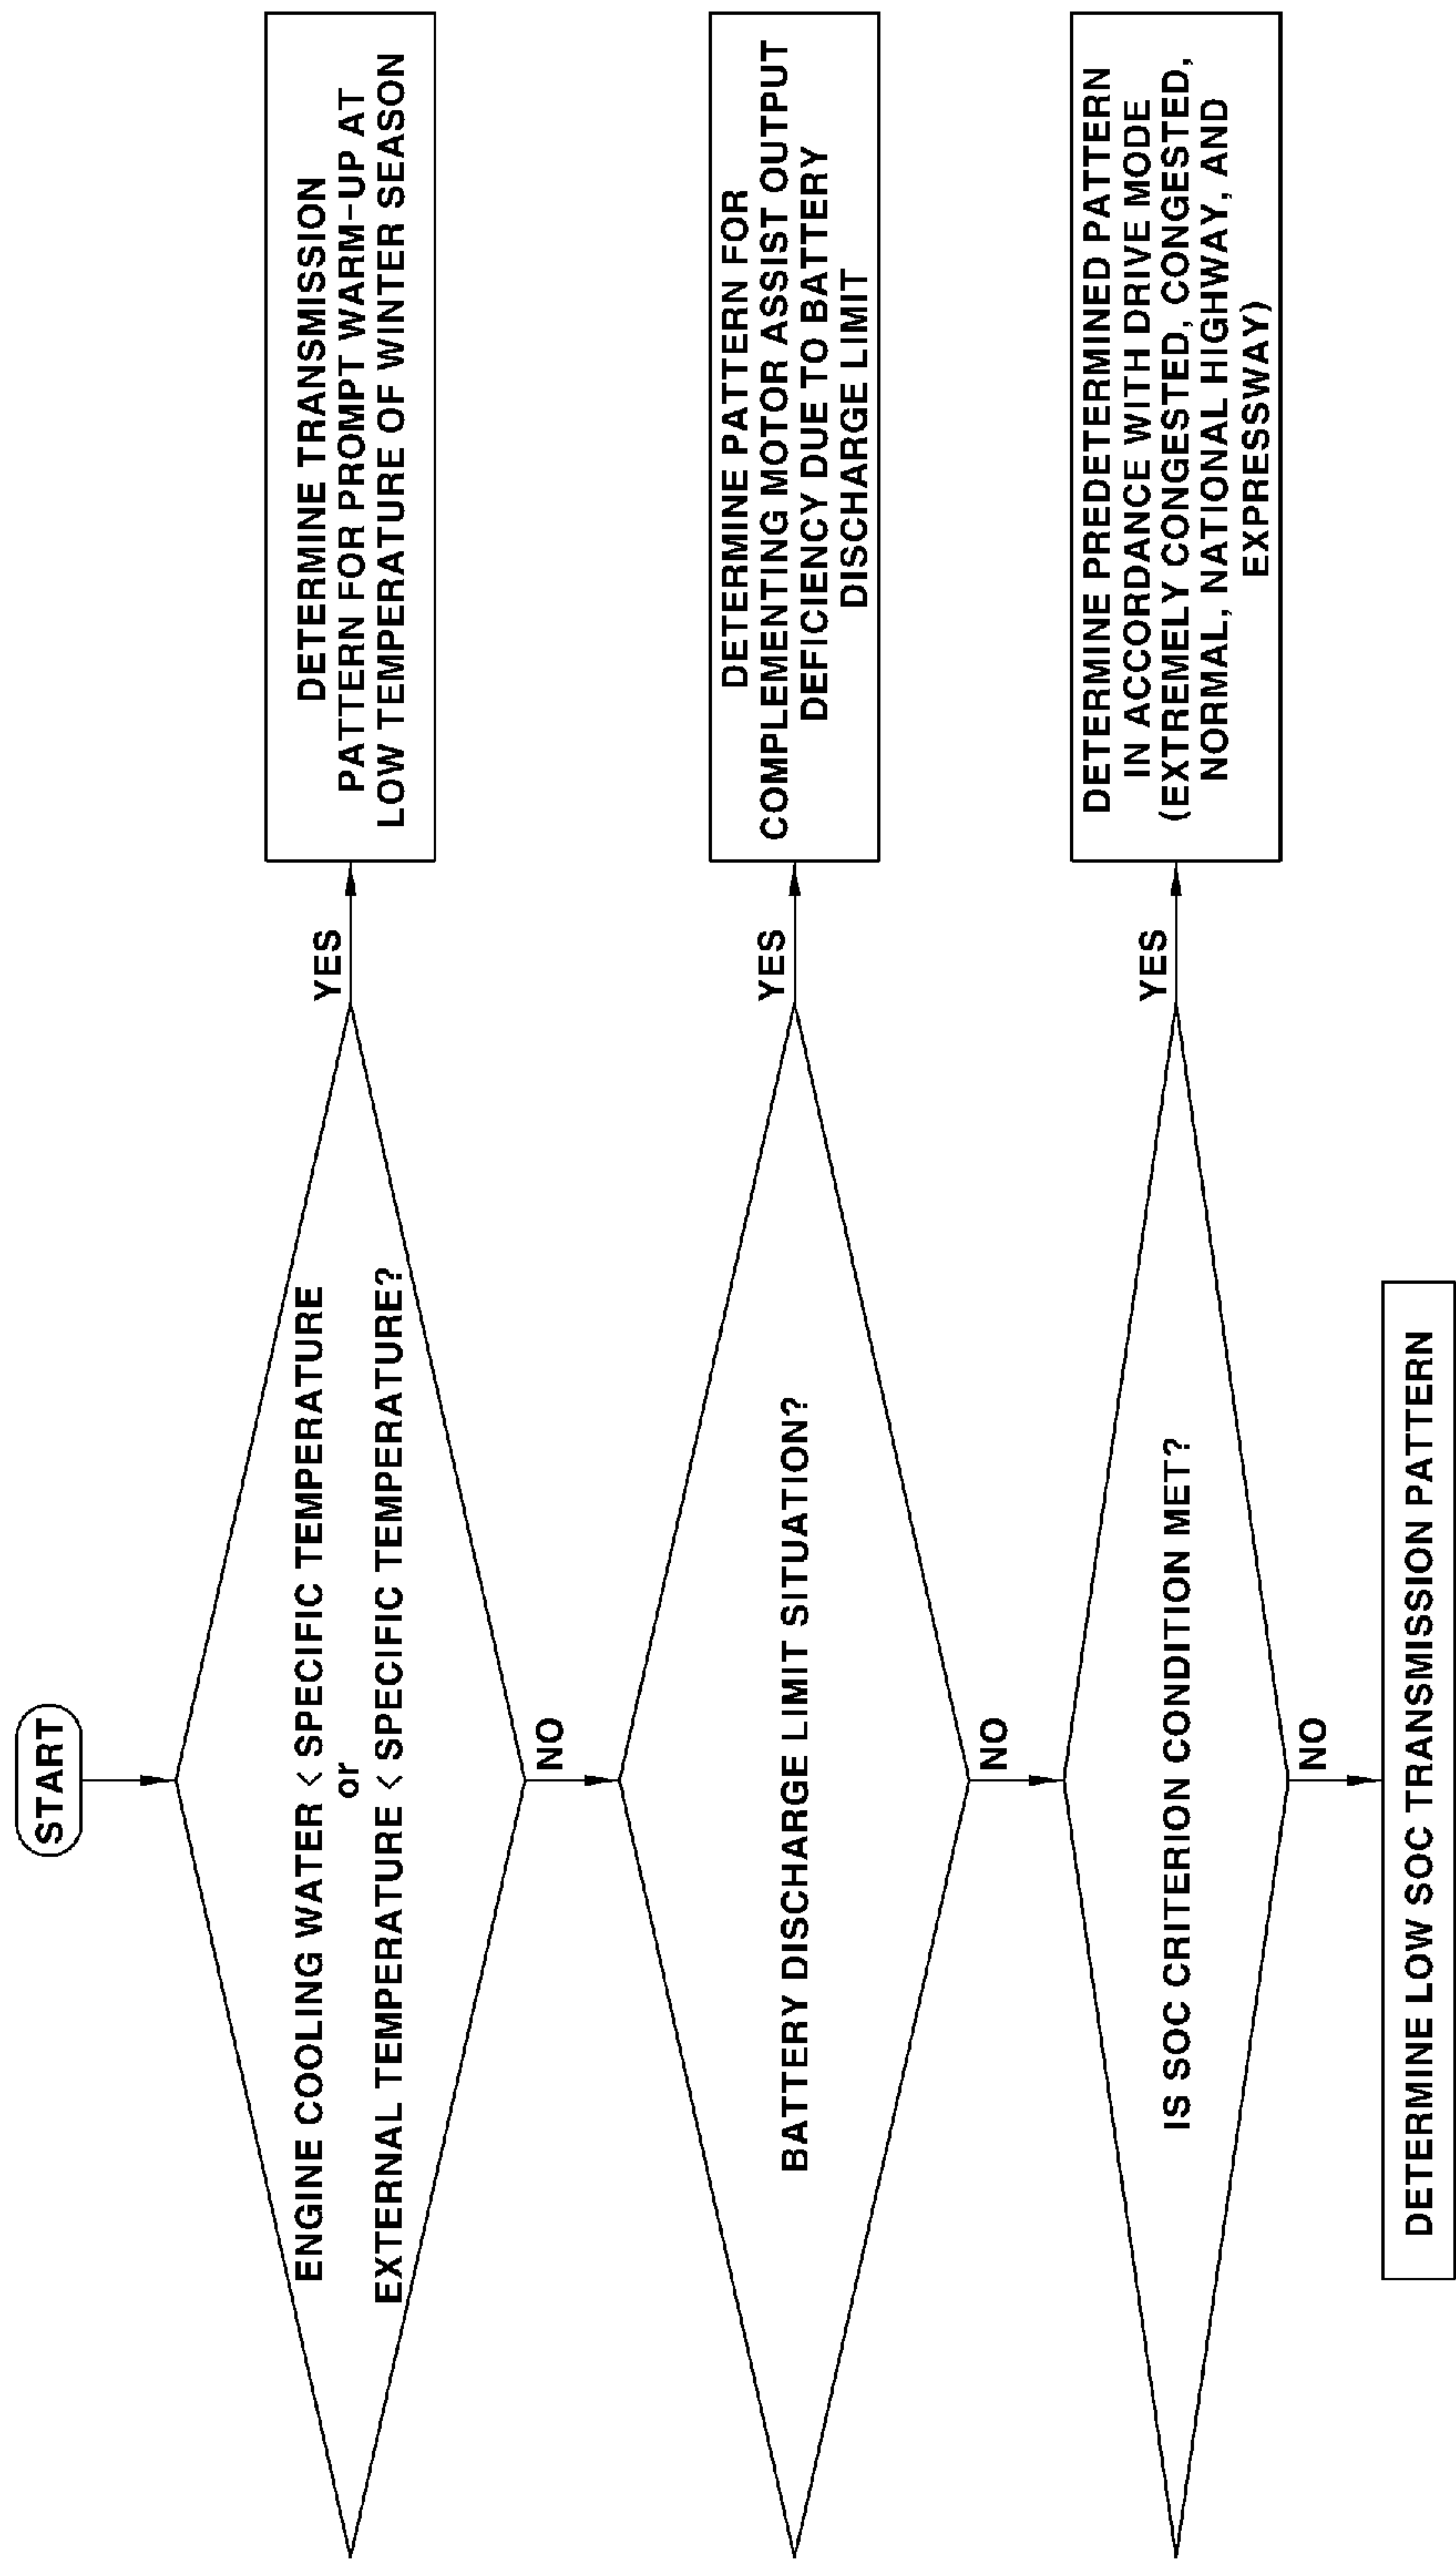 START
ENGINE COOLING WATER < SPECIFIC TEMPERATURE
or
EXTERNAL TEMPERATURE < SPECIFIC TEMPERATURE?
YES
DETERMINE TRANSMISSION
PATTERN FOR PROMPT WARM-UP AT
LOW TEMPERATURE OF WINTER SEASON
NO
BATTERY DISCHARGE LIMIT SITUATION?
YES
DETERMINE PATTERN FOR
COMPLEMENTING MOTOR ASSIST OUTPUT
DEFICIENCY DUE TO BATTERY
DISCHARGE LIMIT
NO
IS SOC CRITERION CONDITION MET?
YES
DETERMINE PREDETERMINED PATTERN
IN ACCORDANCE WITH DRIVE MODE
(EXTREMELY CONGESTED, CONGESTED,
NORMAL, NATIONAL HIGHWAY, AND
EXPRESSWAY)
NO
DETERMINE LOW SOC TRANSMISSION PATTERN